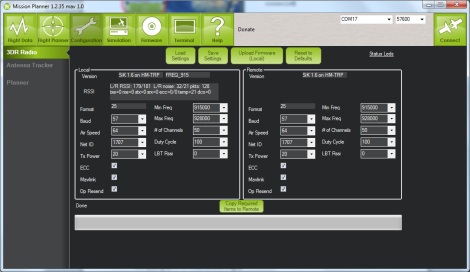 Mission Planner 1.2.35 mav 1.0
Flight Data Flight Planner Configuration Simulation Firmware Terminal Help Donate COM17 57600 Connect
3DR Radio
Antenna Tracker
Planner
Load Settings Save Settings Upload Firmware (Local) Reset to Defaults Status Leds
Local
Version SiK 1.6 on HM-TRP FREQ_915
RSSI L/R RSSI: 179/181 L/R noise: 32/21 pkts: 128
txe=0 rxe=0 stx=0 srx=0 ecc=0/0 temp=21 dco=0
Format 25 Min Freq 915000
Baud 57 Max Freq 928000
Air Speed 64 # of Channels 50
Net ID 1707 Duty Cycle 100
Tx Power 20 LBT Rssi 0
ECC
Mavlink
Op Resend
Remote
Version SiK 1.6 on HM-TRP
RSSI
Format 25 Min Freq 915000
Baud 57 Max Freq 928000
Air Speed 64 # of Channels 50
Net ID 1707 Duty Cycle 100
Tx Power 20 LBT Rssi 0
ECC
Mavlink
Op Resend
Done
Copy Required
Items to Remote